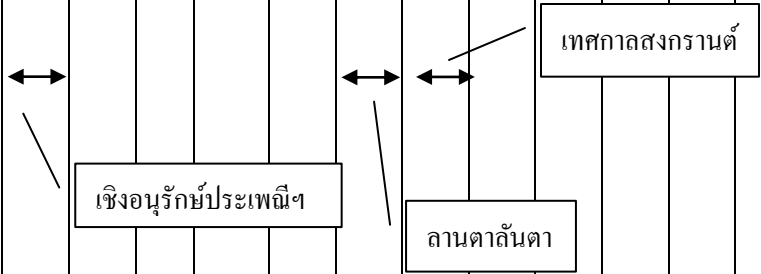 เทศกาลสงกรานต์
เชิงอนุรักษ์ประเพณีฯ
ลานตาลันตา